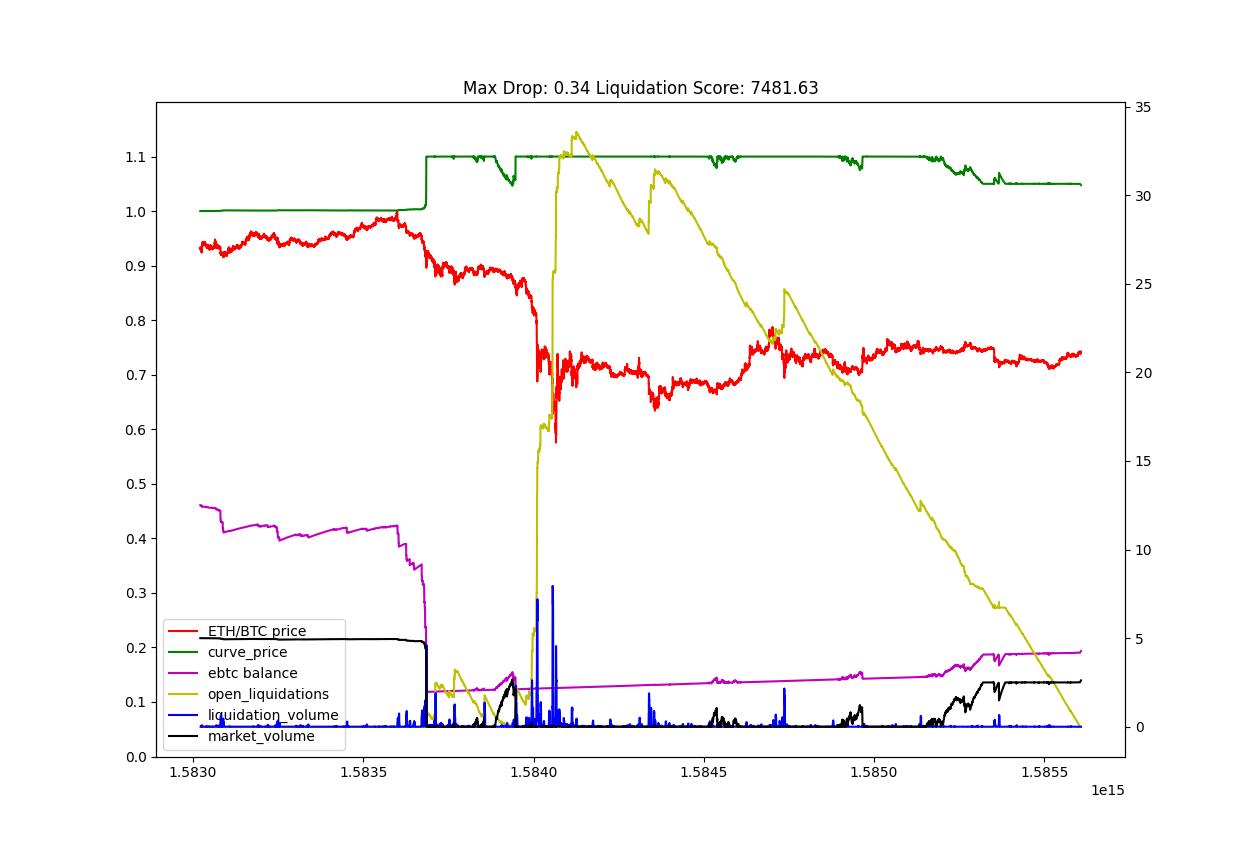 Max Drop: 0.34 Liquidation Score: 7481.63
35
1.1
30
1.0
0.9
25
0.8
0.7
20
0.6
0.5
15
0.4
10
0.3
0.2
5
0.1
0
0.0
ETH/BTC price
curve_price
ebtc balance
open_liquidations
liquidation_volume
market_volume
1.5830 1.5835 1.5840 1.5845 1.5850 1.5855
1e15